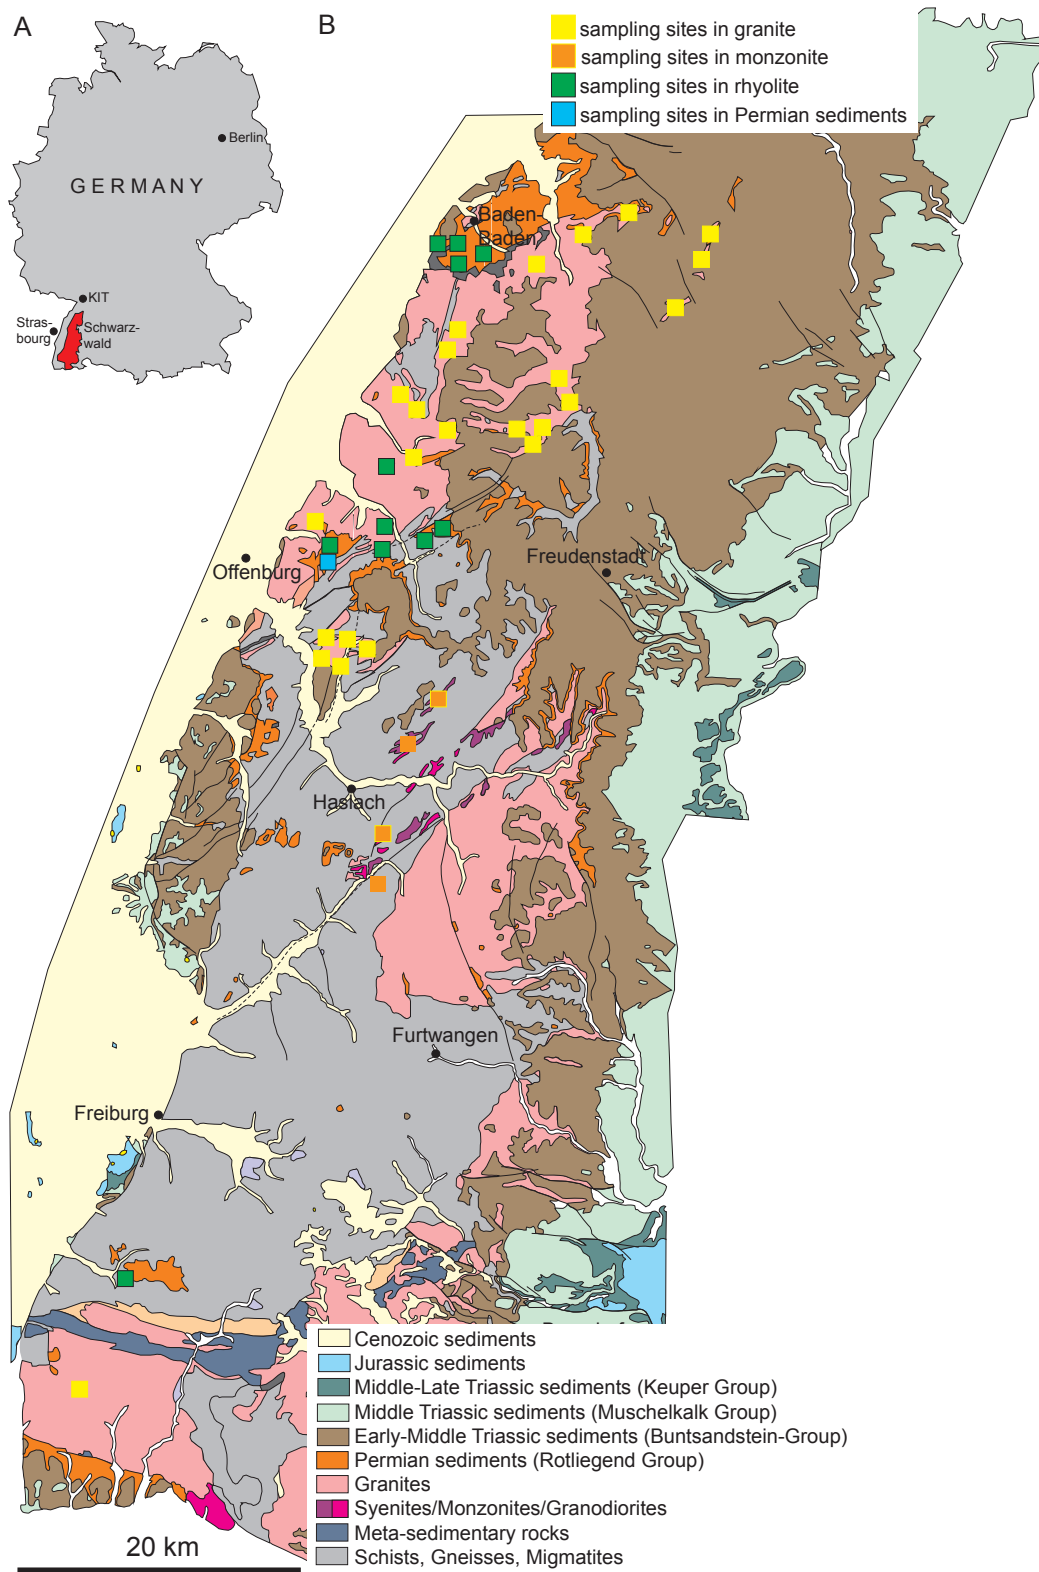 A
B
sampling sites in granite
sampling sites in monzonite
sampling sites in rhyolite
sampling sites in Permian sediments
Berlin
GERMANY
KIT
Stras-
bourg
Schwarz-
wald
Baden-
Baden
Freudenstadt
Offenburg
Haslach
Furtwangen
Freiburg
Cenozoic sediments
Jurassic sediments
Middle-Late Triassic sediments (Keuper Group)
Middle Triassic sediments (Muschelkalk Group)
Early-Middle Triassic sediments (Buntsandstein-Group)
Permian sediments (Rotliegend Group)
Granites
Syenites/Monzonites/Granodiorites
Meta-sedimentary rocks
Schists, Gneisses, Migmatites
20 km